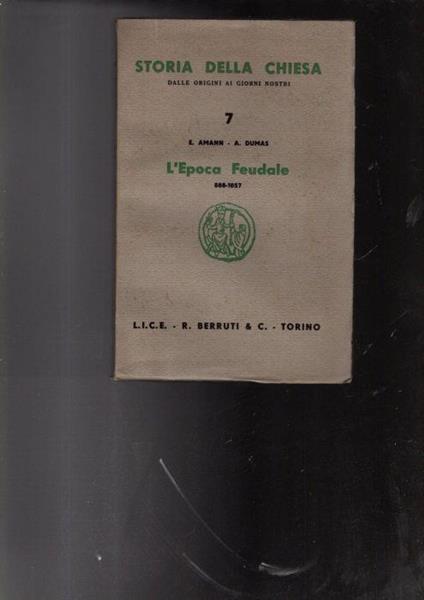 STORIA DELLA CHIESA
DALLE ORIGINI AI GIORNI NOSTRI
7
E. AMANN - A. DUMAS
L'Epoca Feudale
888-1057
L.I.C.E. - R. BERRUTI & C. - TORINO